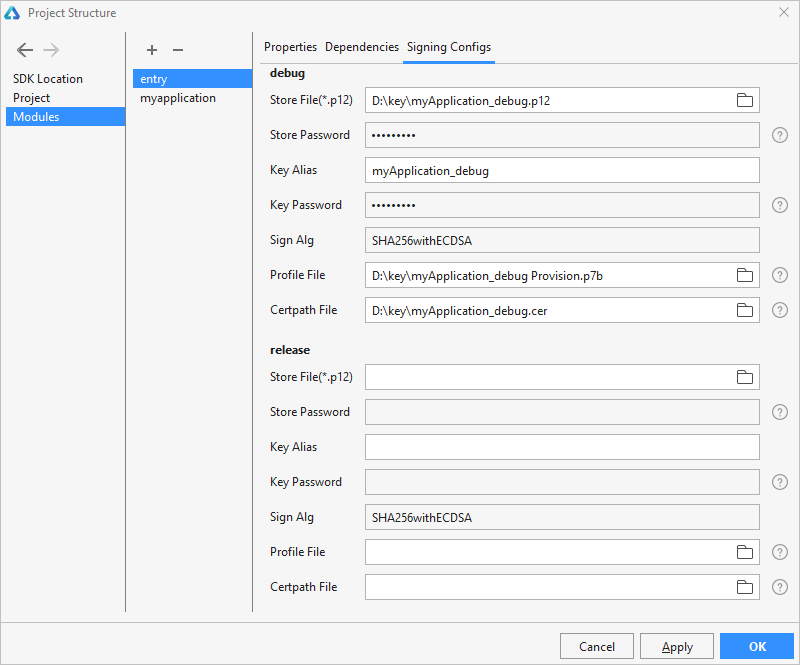 Project Structure
SDK Location
Project
Modules
entry
myapplication
Properties Dependencies Signing Configs
debug
Store File(*.p12) D:\key\myApplication_debug.p12
Store Password •••••••••
Key Alias myApplication_debug
Key Password •••••••••
Sign Alg SHA256withECDSA
Profile File D:\key\myApplication_debug Provision.p7b
Certpath File D:\key\myApplication_debug.cer
release
Store File(*.p12)
Store Password
Key Alias
Key Password
Sign Alg SHA256withECDSA
Profile File
Certpath File
Cancel Apply OK